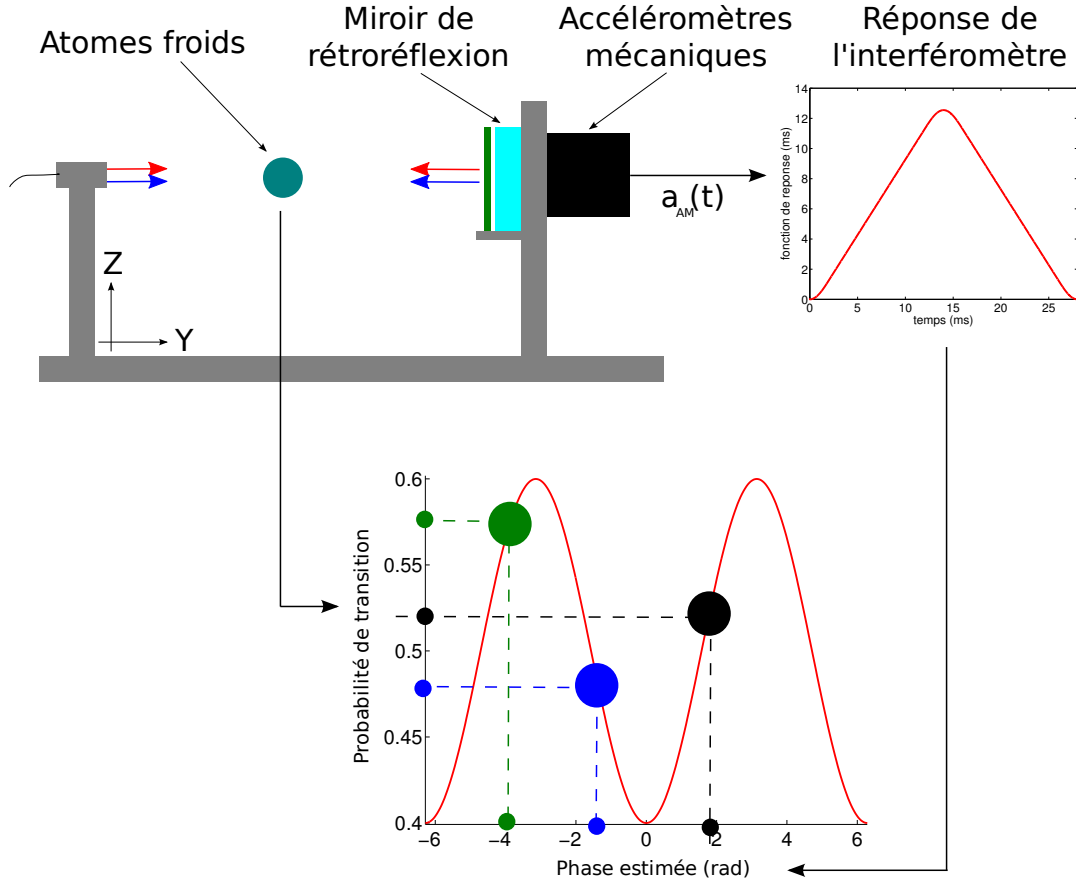 Atomes froids
Miroir de
rétroréflexion
Accéléromètres
mécaniques
Réponse de
l'interféromètre
a_AM(t)
Z
Y
fonction de reponse (ms)
14
12
10
8
6
4
2
0
0 5 10 15 20 25
temps (ms)
Probabilité de transition
0.6
0.55
0.5
0.45
0.4
−6 −4 −2 0 2 4 6
Phase estimée (rad)